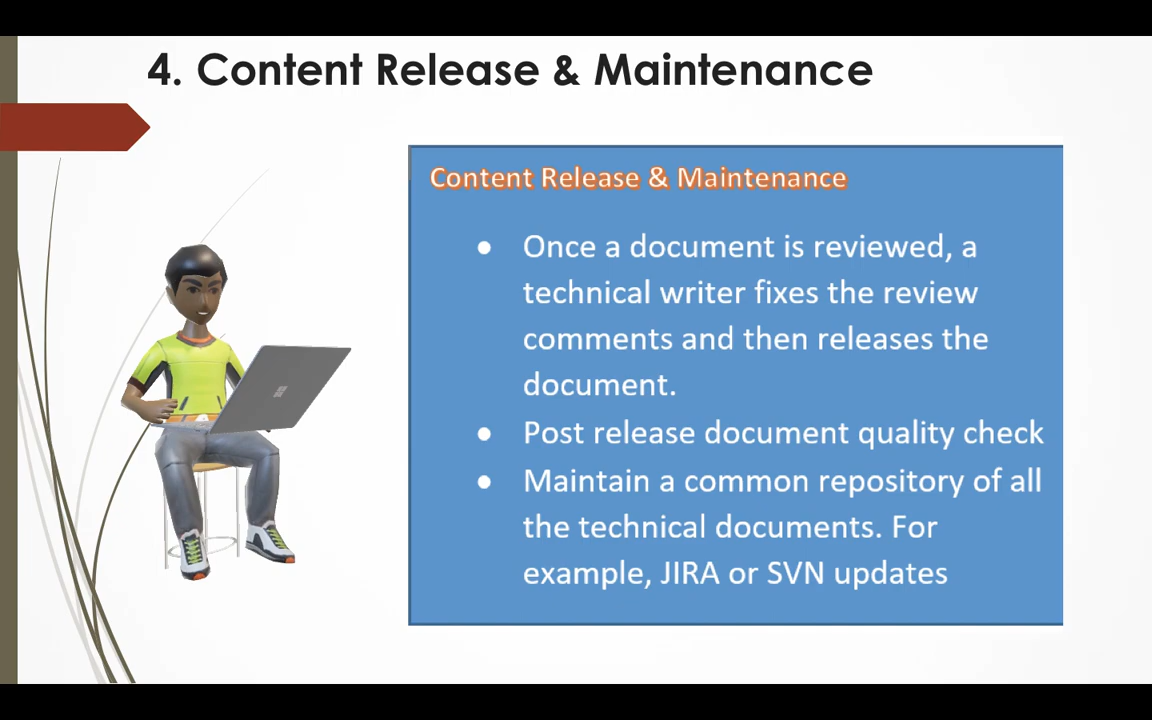 4. Content Release & Maintenance
Content Release & Maintenance
• Once a document is reviewed, a
technical writer fixes the review
comments and then releases the
document.
• Post release document quality check
• Maintain a common repository of all
the technical documents. For
example, JIRA or SVN updates